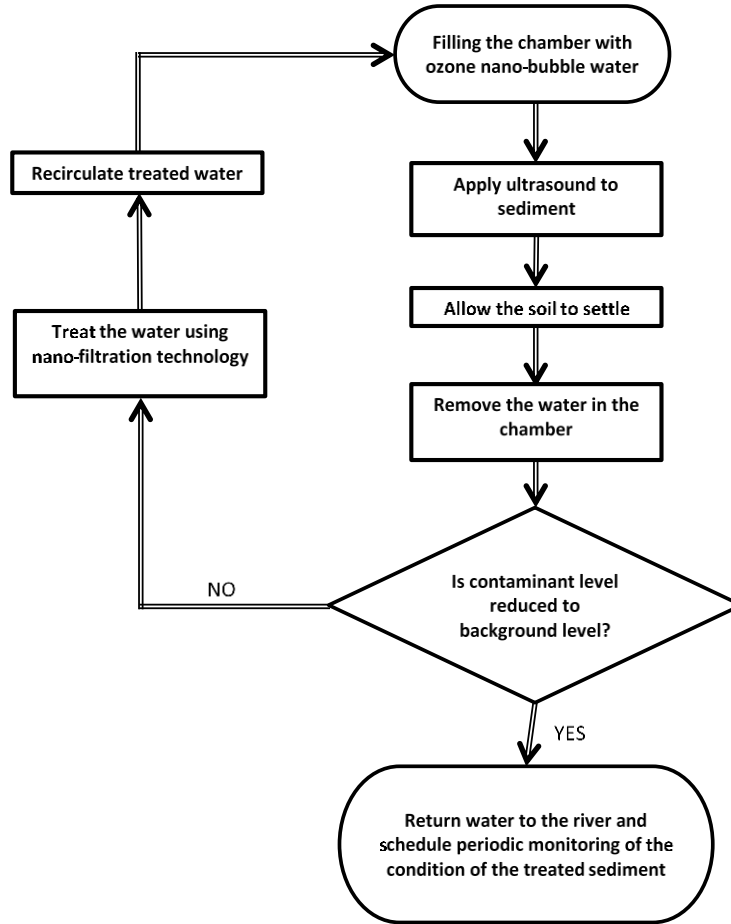 Filling the chamber with
ozone nano-bubble water
Apply ultrasound to
sediment
Allow the soil to settle
Remove the water in the
chamber
Is contaminant level
reduced to
background level?
NO
Treat the water using
nano-filtration technology
Recirculate treated water
YES
Return water to the river and
schedule periodic monitoring of the
condition of the treated sediment